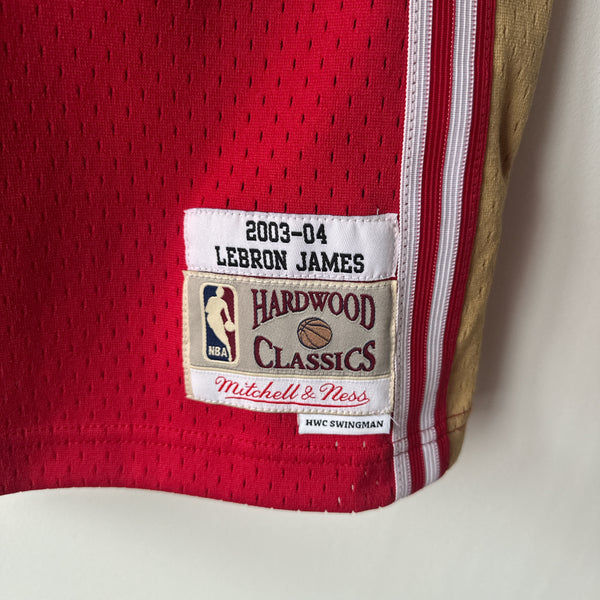 2003-04
LEBRON JAMES
NBA
HARDWOOD
CLASSICS
Mitchell & Ness
HWC SWINGMAN